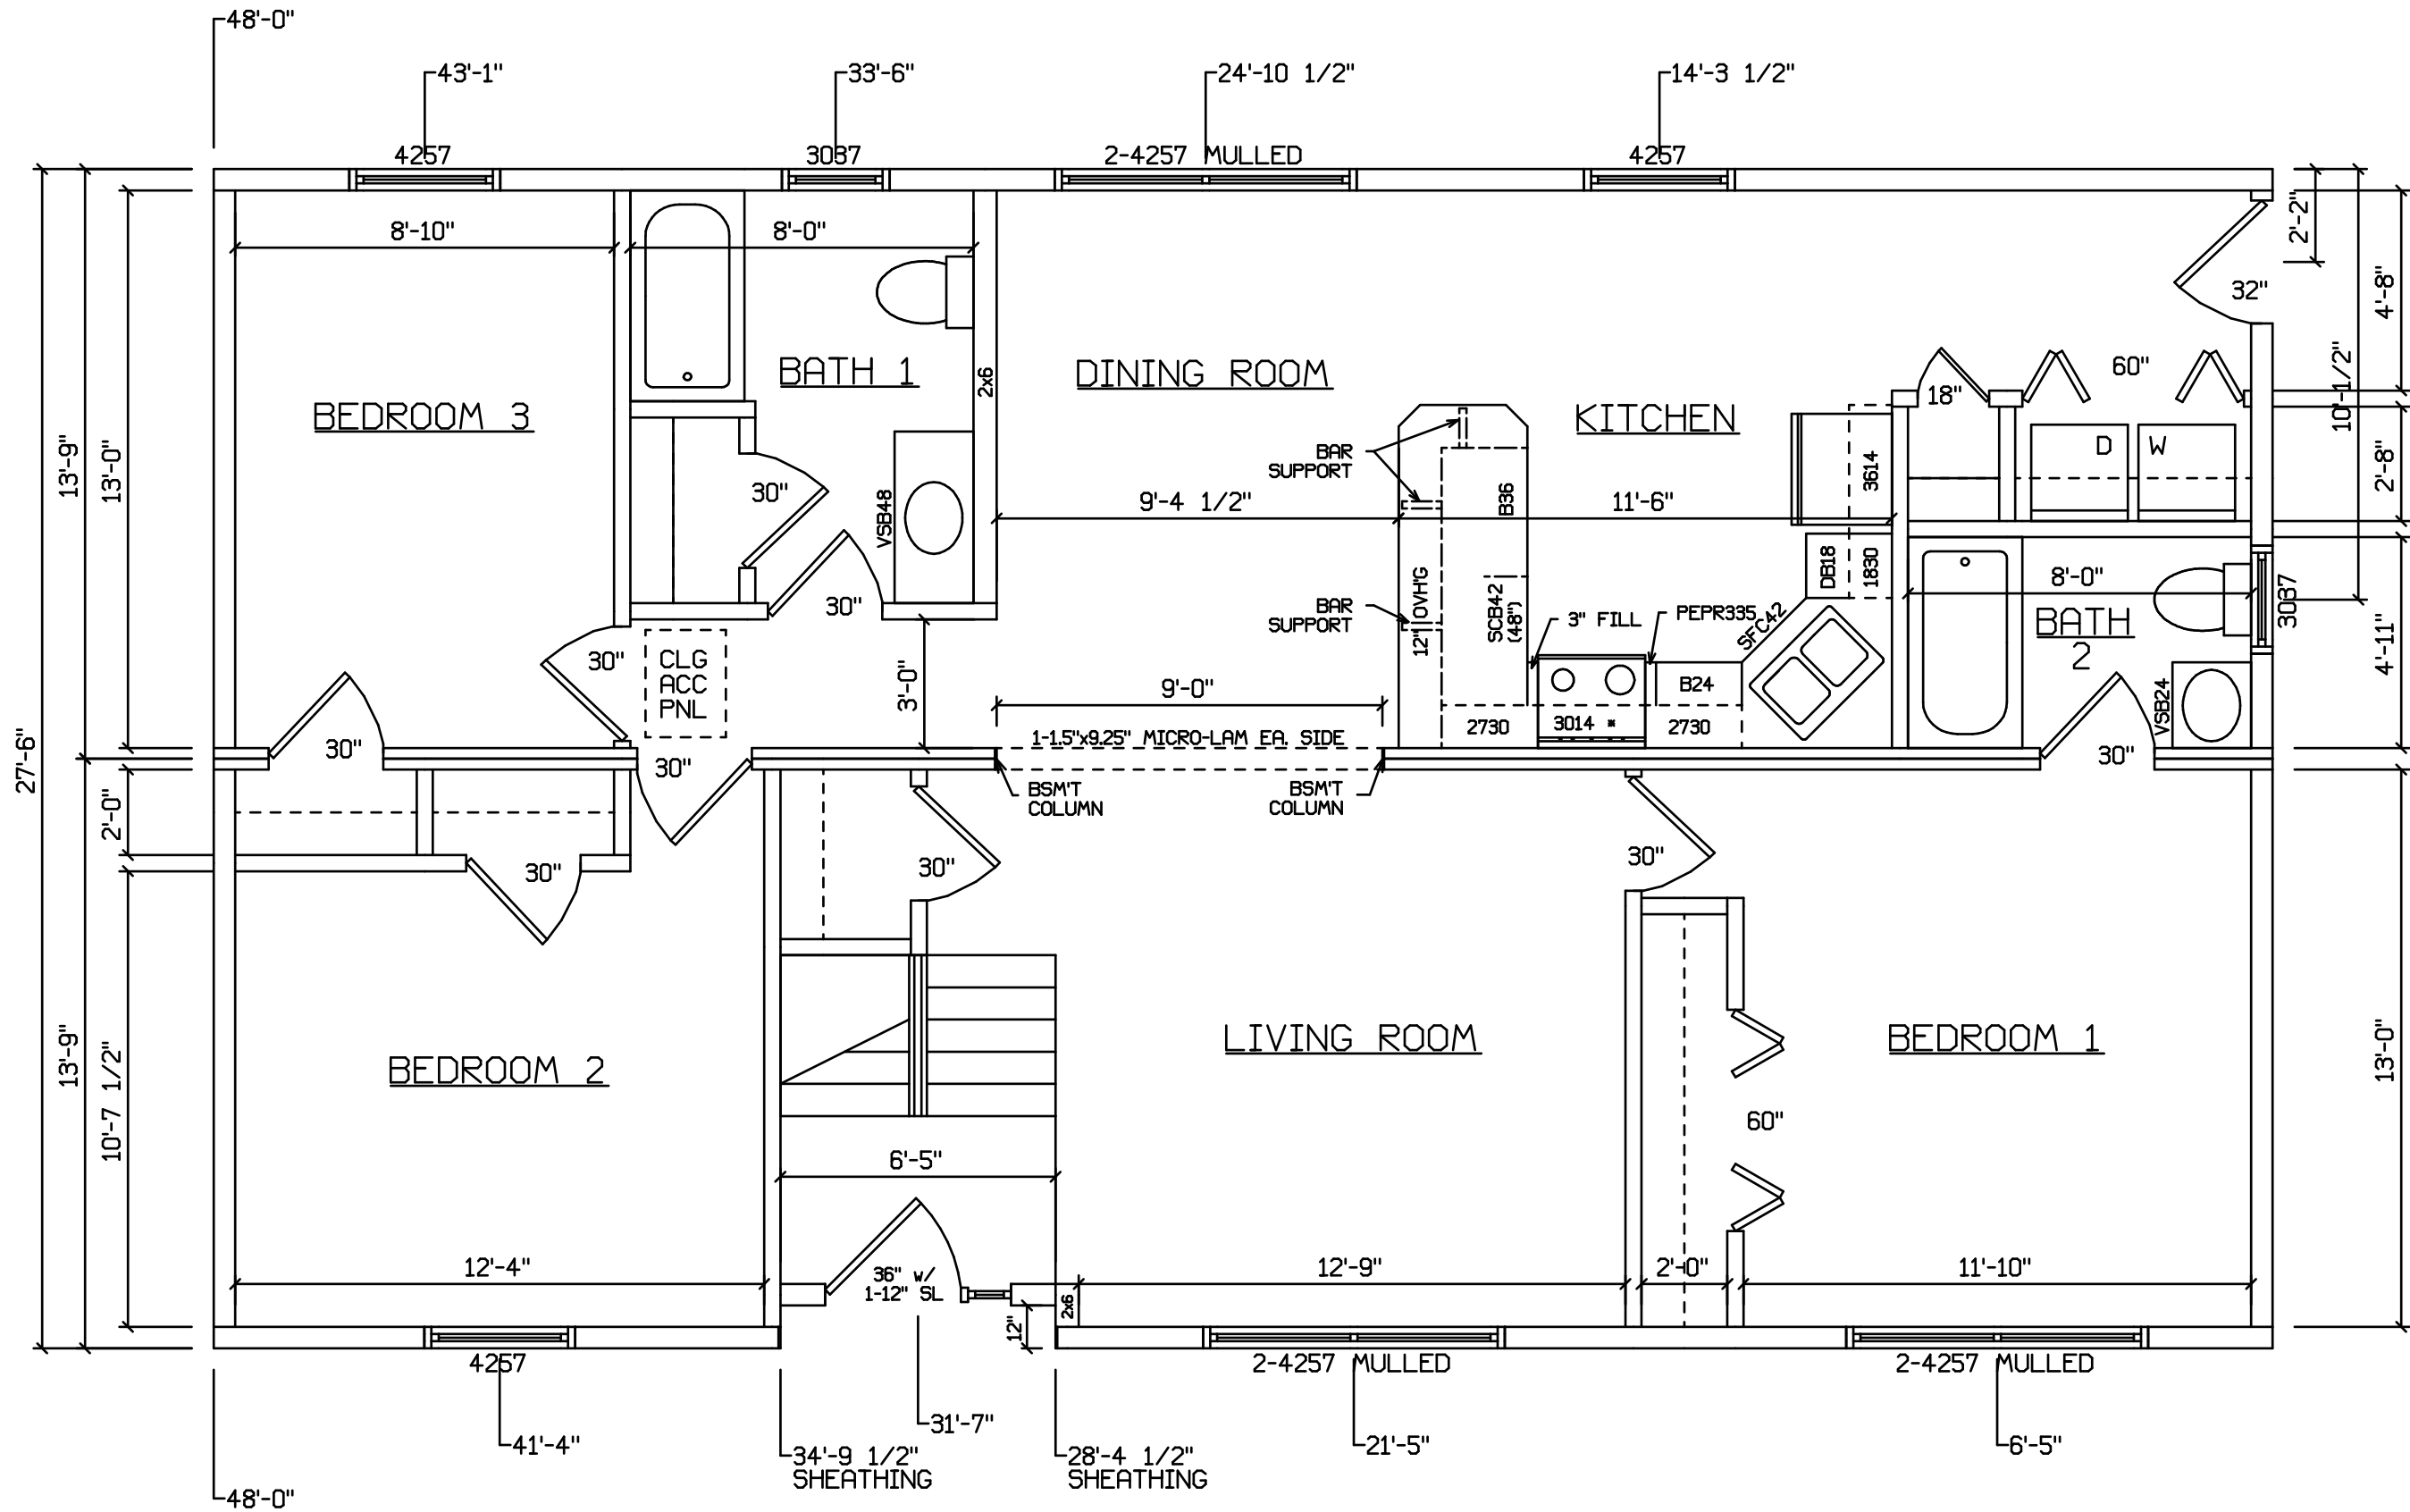 48'-0"
43'-1"
33'-6"
24'-10 1/2"
14'-3 1/2"
4257
3037
2-4257 MULLED
4257
8'-10"
8'-0"
2'-2"
32"
4'-8"
BATH 1
2x6
DINING ROOM
60"
18"
10'-1/2"
BEDROOM 3
KITCHEN
BAR
SUPPORT
D
W
3614
13'-9"
13'-0"
30"
VSB48
9'-4 1/2"
B36
11'-6"
2'-8"
30"
BAR
SUPPORT
12" OVH'G
SCB42
(48")
3" FILL
PEPR335
SFC42
DB18
1830
8'-0"
BATH
2
3037
4'-11"
30"
CLG
ACC
PNL
3'-0"
9'-0"
B24
VSB24
2730
3014 *
2730
27'-6"
30"
30"
1-1.5"x9.25" MICRO-LAM EA. SIDE
30"
BSM'T
COLUMN
BSM'T
COLUMN
2'-0"
30"
30"
30"
13'-9"
10'-7 1/2"
BEDROOM 2
LIVING ROOM
BEDROOM 1
13'-0"
60"
6'-5"
12'-4"
36" w/
1-12" SL
12'-9"
2'-0"
11'-10"
12"
2x6
4257
2-4257 MULLED
2-4257 MULLED
31'-7"
41'-4"
34'-9 1/2"
SHEATHING
28'-4 1/2"
SHEATHING
21'-5"
6'-5"
48'-0"